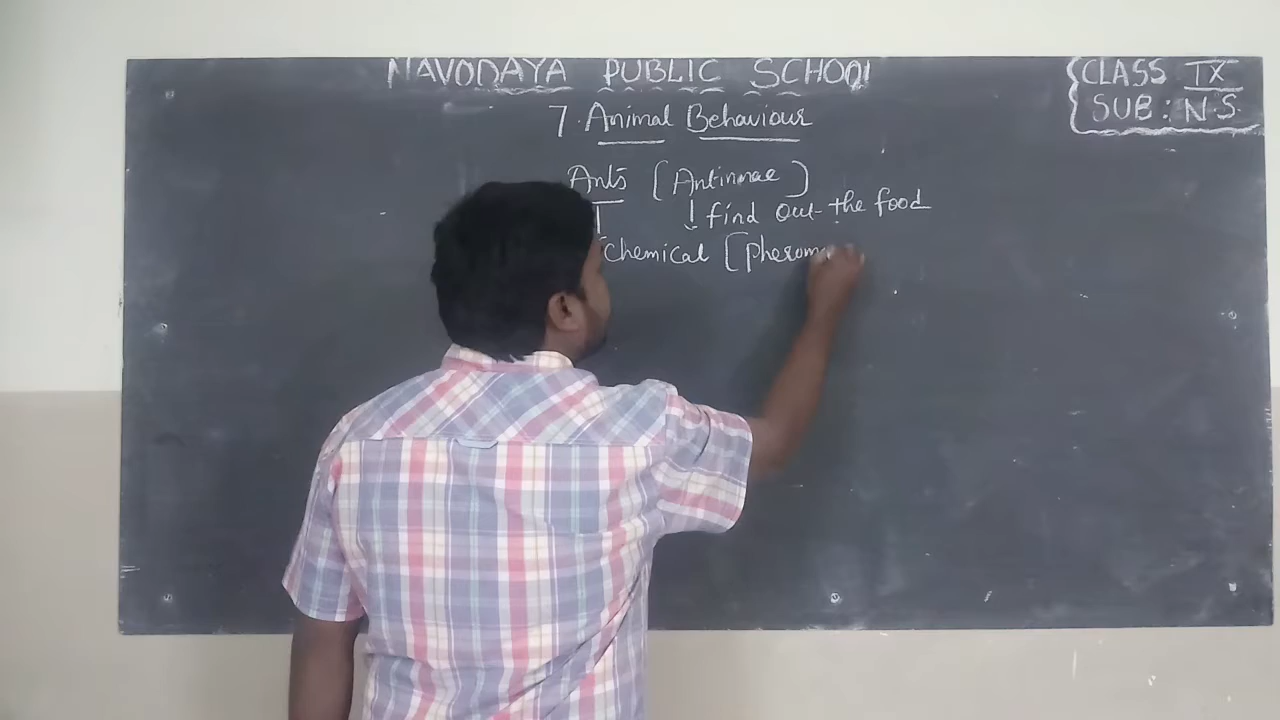 NAVODAYA PUBLIC SCHOOL
CLASS IX
SUB: N.S.
7. Animal Behaviour
Ants [Antinnae)
find out the food
[Chemical [Pherom